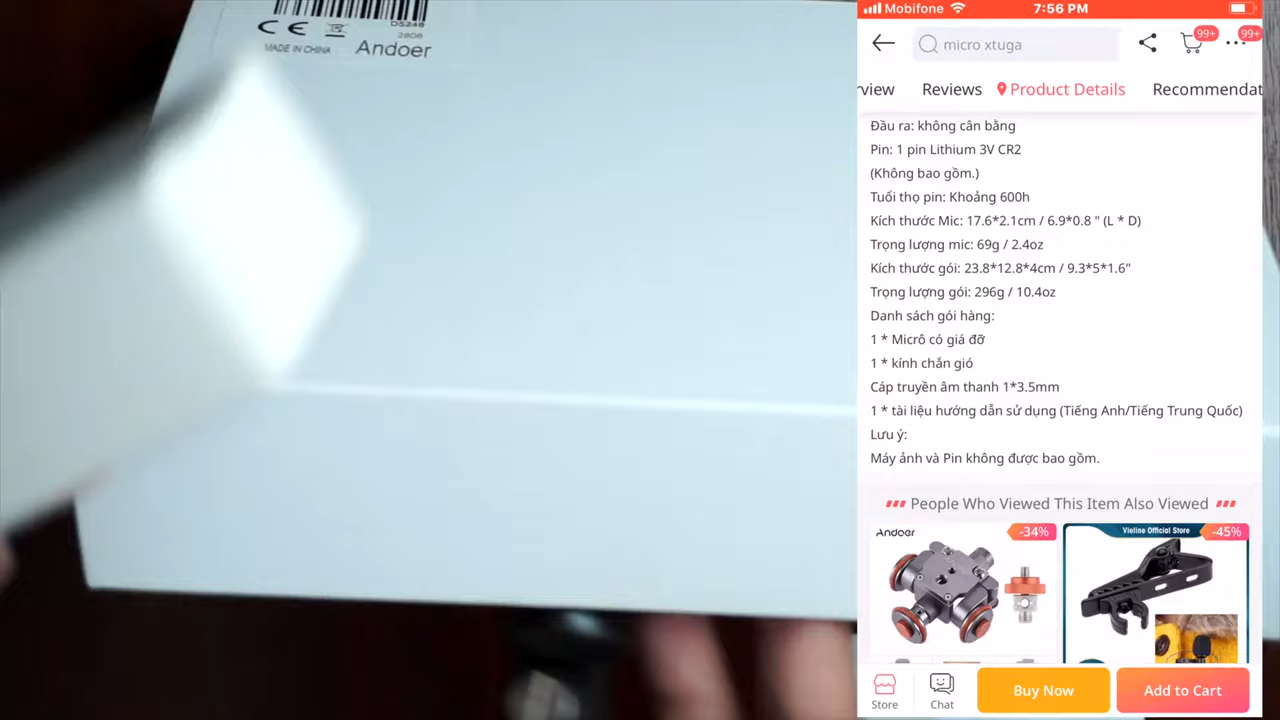 D5246
2806
MADE IN CHINA
Andoer
Mobifone
7:56 PM
micro xtuga
99+
99+
rview
Reviews
Product Details
Recommendat
Đầu ra: không cân bằng
Pin: 1 pin Lithium 3V CR2
(Không bao gồm.)
Tuổi thọ pin: Khoảng 600h
Kích thước Mic: 17.6*2.1cm / 6.9*0.8 " (L * D)
Trọng lượng mic: 69g / 2.4oz
Kích thước gói: 23.8*12.8*4cm / 9.3*5*1.6"
Trọng lượng gói: 296g / 10.4oz
Danh sách gói hàng:
1 * Micrô có giá đỡ
1 * kính chắn gió
Cáp truyền âm thanh 1*3.5mm
1 * tài liệu hướng dẫn sử dụng (Tiếng Anh/Tiếng Trung Quốc)
Lưu ý:
Máy ảnh và Pin không được bao gồm.
People Who Viewed This Item Also Viewed
Andoer
-34%
Vieline Official Store
-45%
Store
Chat
Buy Now
Add to Cart